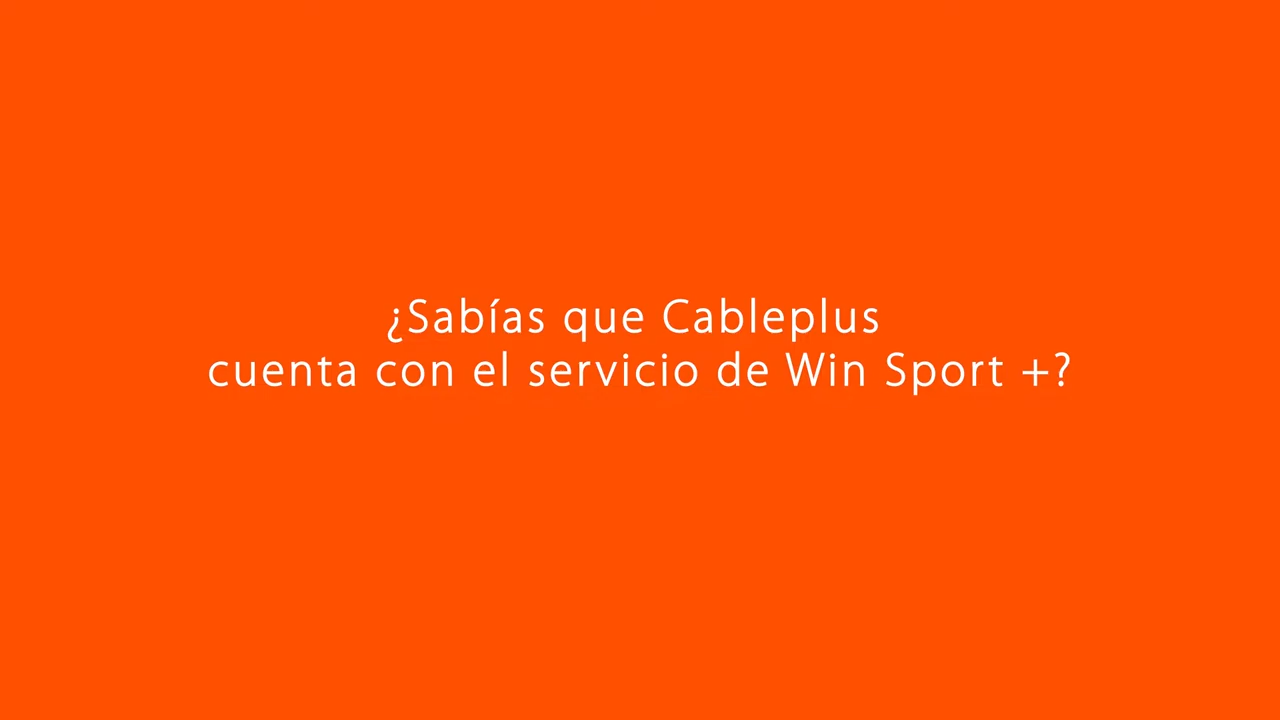 ¿Sabías que Cableplus
cuenta con el servicio de Win Sport +?